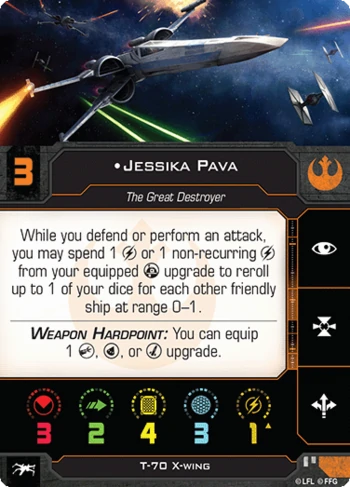 3
•Jessika Pava
The Great Destroyer
While you defend or perform an attack,
you may spend 1 or 1 non-recurring
from your equipped upgrade to reroll
up to 1 of your dice for each other friendly
ship at range 0–1.
Weapon Hardpoint: You can equip
1 , , or upgrade.
3 2 4 3 1
T-70 X-wing
©LFL ©FFG